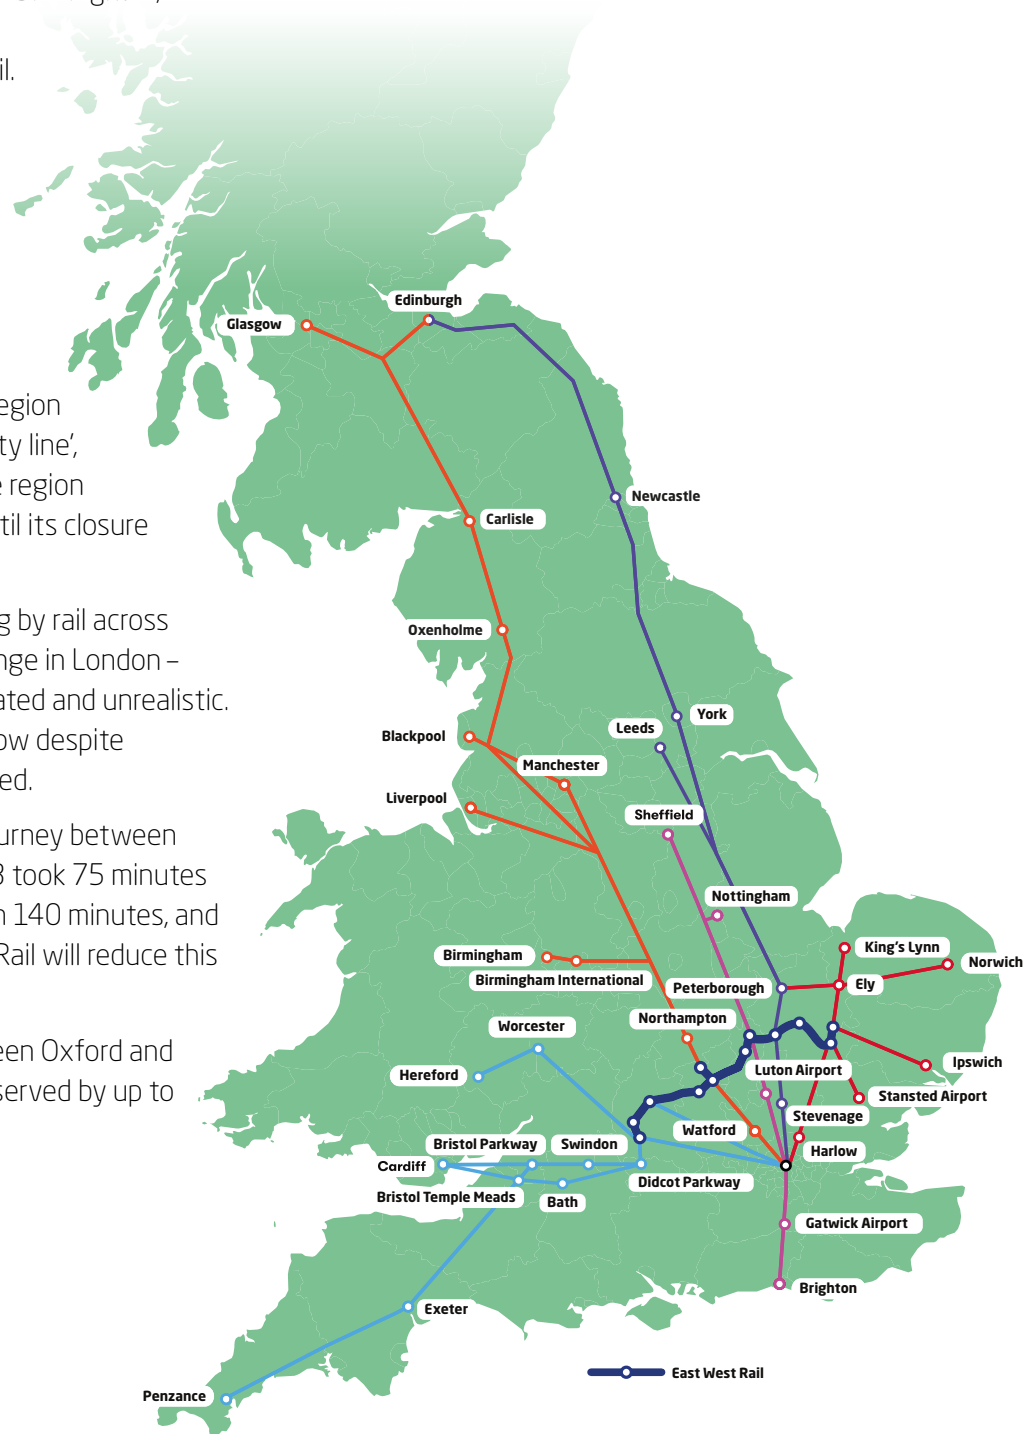 il.
egion
ty line’,
e region
til its closure
g by rail across
nge in London –
ated and unrealistic.
ow despite
ed.
ourney between
3 took 75 minutes
n 140 minutes, and
Rail will reduce this
een Oxford and
served by up to
Edinburgh
Glasgow
Newcastle
Carlisle
Oxenholme
York
Leeds
Blackpool
Manchester
Liverpool
Sheffield
Nottingham
King’s Lynn
Norwich
Birmingham
Birmingham International
Peterborough
Ely
Northampton
Worcester
Hereford
Luton Airport
Ipswich
Stansted Airport
Stevenage
Watford
Harlow
Bristol Parkway
Swindon
Cardiff
Didcot Parkway
Bristol Temple Meads
Bath
Gatwick Airport
Brighton
Exeter
East West Rail
Penzance